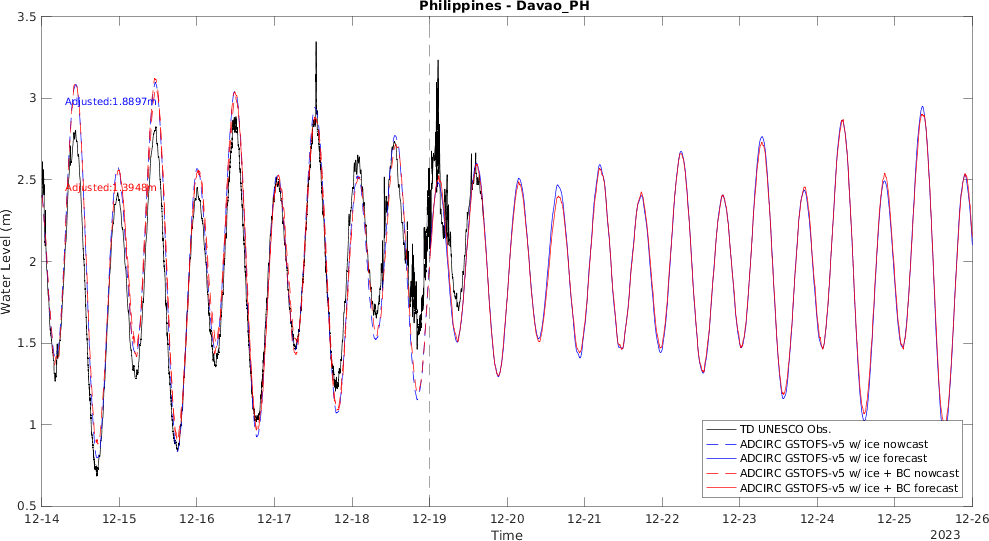 Philippines - Davao_PH
3.5
3
2.5
2
1.5
1
0.5
Water Level (m)
Adjusted:1.8897m
Adjusted:1.3948m
TD UNESCO Obs.
ADCIRC GSTOFS-v5 w/ ice nowcast
ADCIRC GSTOFS-v5 w/ ice forecast
ADCIRC GSTOFS-v5 w/ ice + BC nowcast
ADCIRC GSTOFS-v5 w/ ice + BC forecast
12-14 12-15 12-16 12-17 12-18 12-19 12-20 12-21 12-22 12-23 12-24 12-25 12-26
Time
2023